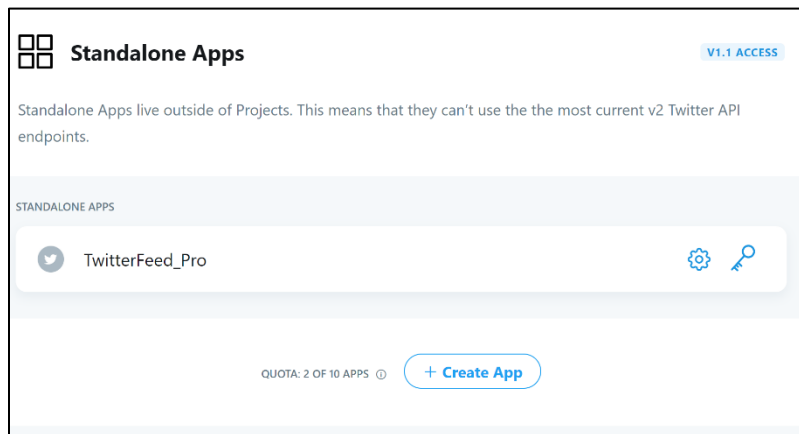 Standalone Apps
V1.1 ACCESS
Standalone Apps live outside of Projects. This means that they can't use the the most current v2 Twitter API
endpoints.
STANDALONE APPS
TwitterFeed_Pro
QUOTA: 2 OF 10 APPS
+ Create App